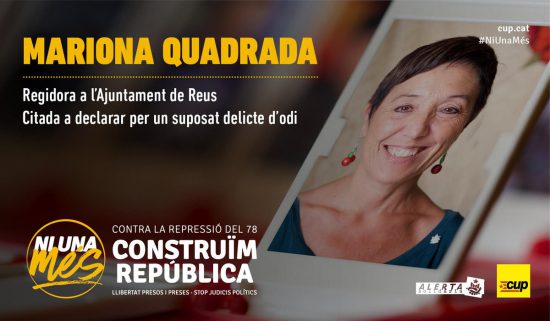 cup.cat
#NiUnaMés
MARIONA QUADRADA
Regidora a l'Ajuntament de Reus
Citada a declarar per un suposat delicte d'odi
NI UNA
més
CONTRA LA REPRESSIÓ DEL 78
CONSTRUÏM
REPÚBLICA
LLIBERTAT PRESOS I PRESES - STOP JUDICIS POLÍTICS
ALERTA
SOLIDÀRIA
cup